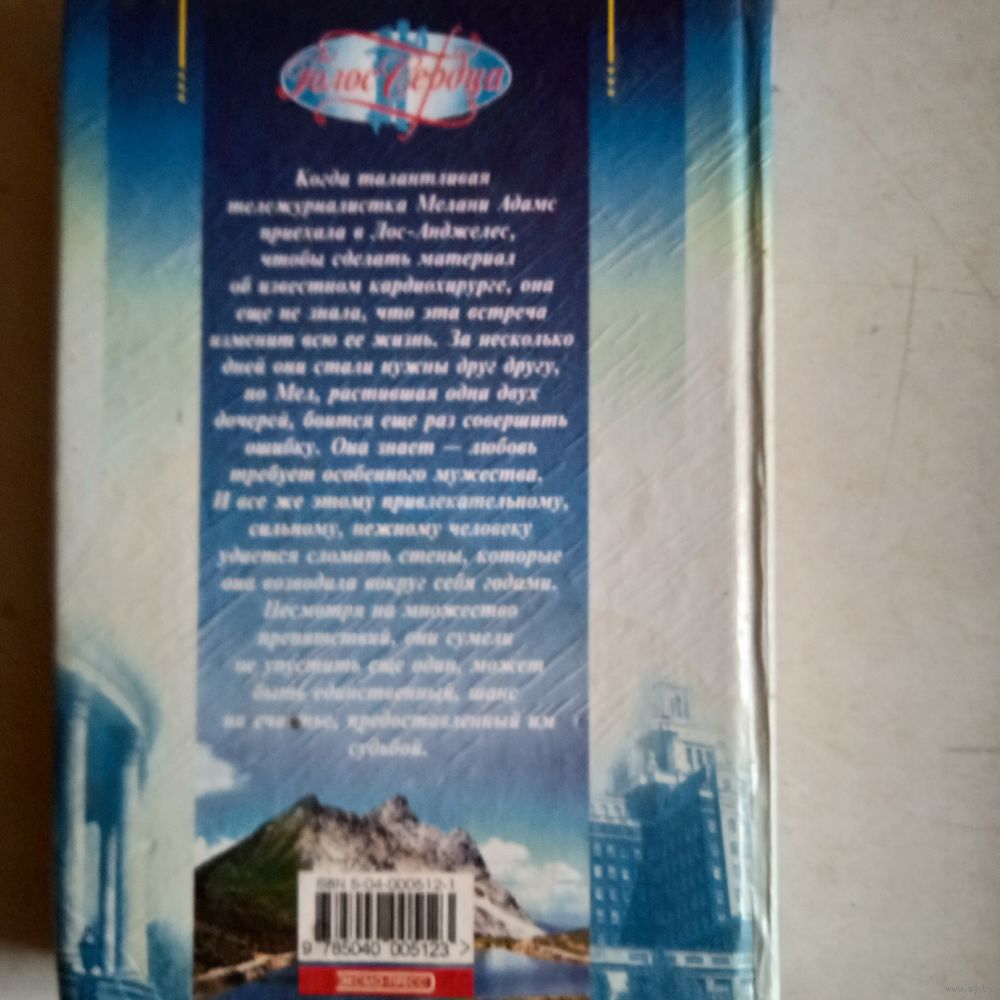 Голос Сердца
Когда талантливая
тележурналистка Мелани Адамс
приехала в Лос-Анджелес,
чтобы сделать материал
об известном кардиохирурге, она
еще не знала, что эта встреча
изменит всю ее жизнь. За несколько
дней они стали нужны друг другу,
но Мел, растившая одна двух
дочерей, боится еще раз совершить
ошибку. Она знает — любовь
требует особенного мужества.
И все же этому привлекательному,
сильному, нежному человеку
удается сломать стены, которые
она возводила вокруг себя годами.
Несмотря на множество
препятствий, они сумели
не упустить еще один, может
быть единственный, шанс
на счастье, предоставленный им
судьбой.
ISBN 5-04-000512-1
9 785040 005123 >
ЭКСМО-ПРЕСС
www.ay.by